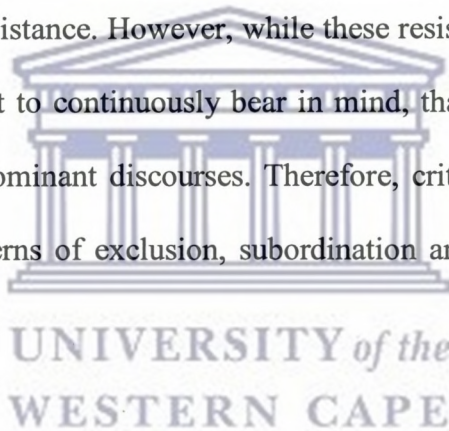 istance. However, while these resis
t to continuously bear in mind, tha
ominant discourses. Therefore, crit
erns of exclusion, subordination an
UNIVERSITY of the
WESTERN CAPE